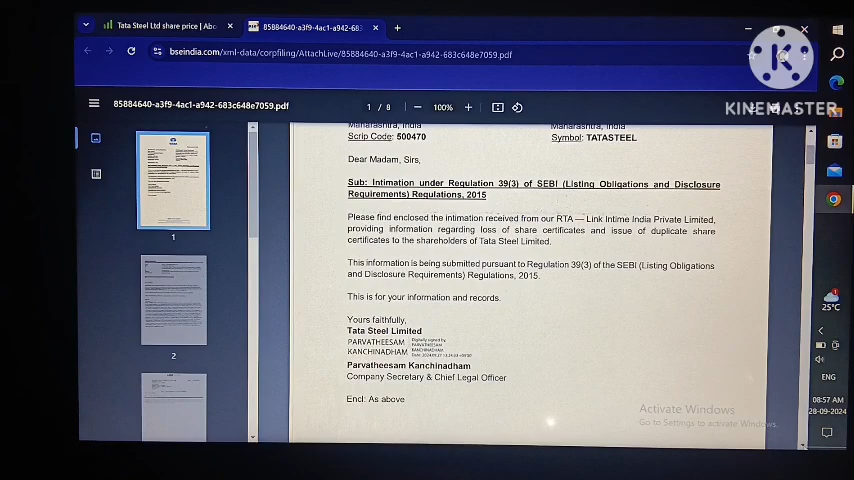 Tata Steel Ltd share price | Abo
85884640-a3f9-4ac1-a942-683c
bseindia.com/xml-data/corpfiling/AttachLive/85884640-a3f9-4ac1-a942-683c648e7059.pdf
KINEMASTER
85884640-a3f9-4ac1-a942-683c648e7059.pdf
1 / 8
100%
Maharashtra, India
Maharashtra, India
Scrip Code: 500470
Symbol: TATASTEEL
Dear Madam, Sirs,
Sub: Intimation under Regulation 39(3) of SEBI (Listing Obligations and Disclosure
Requirements) Regulations, 2015
Please find enclosed the intimation received from our RTA — Link Intime India Private Limited,
providing information regarding loss of share certificates and issue of duplicate share
certificates to the shareholders of Tata Steel Limited.
This information is being submitted pursuant to Regulation 39(3) of the SEBI (Listing Obligations
and Disclosure Requirements) Regulations, 2015.
This is for your information and records.
Yours faithfully,
Tata Steel Limited
PARVATHEESAM
KANCHINADHAM
Digitally signed by
PARVATHEESAM
KANCHINADHAM
Parvatheesam Kanchinadham
Company Secretary & Chief Legal Officer
Encl: As above
1
2
25°C
ENG
08:57 AM
28-09-2024
Activate Windows
Go to Settings to activate Windows.